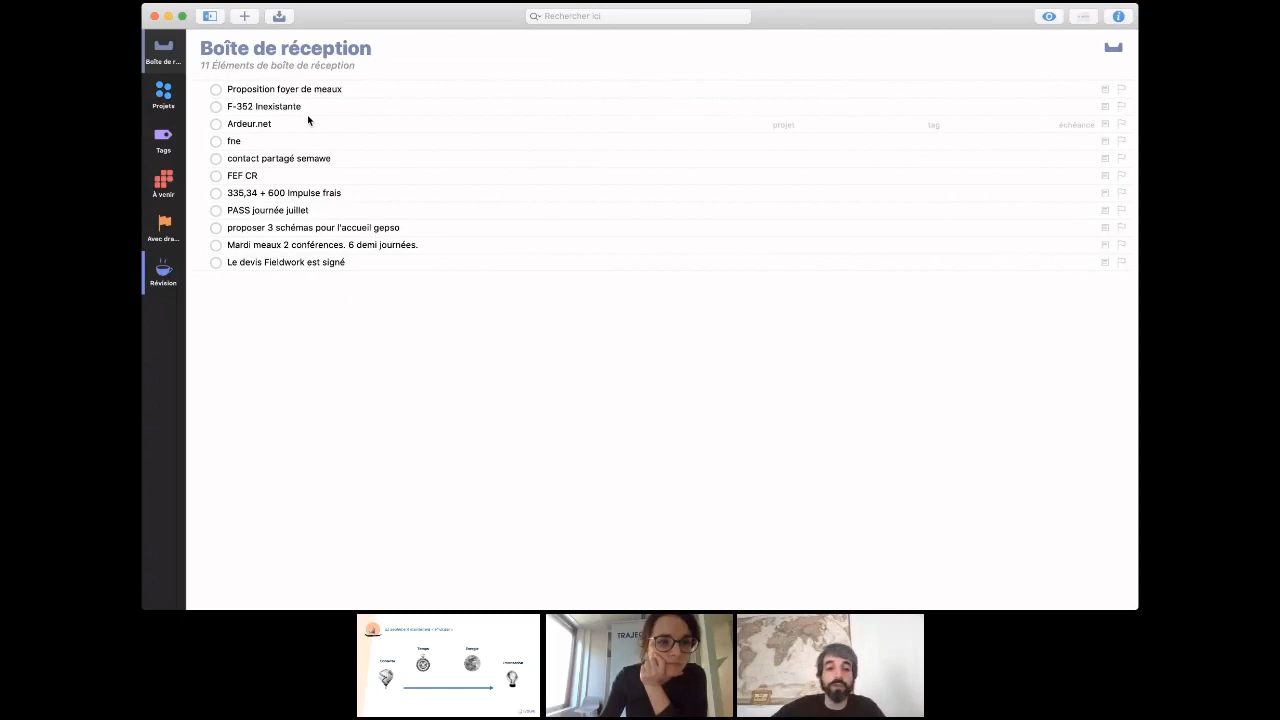 Rechercher ici
Boîte de r...
Projets
Tags
À venir
Avec dra...
Révision
Boîte de réception
11 Éléments de boîte de réception
Proposition foyer de meaux
F-352 Inexistante
Ardeur.net
projet tag échéance
fne
contact partagé semawe
FEF CR
335,34 + 600 Impulse frais
PASS journée juillet
proposer 3 schémas pour l'accueil gepso
Mardi meaux 2 conférences. 6 demi journées.
Le devis Fieldwork est signé
Temps
TRAJE